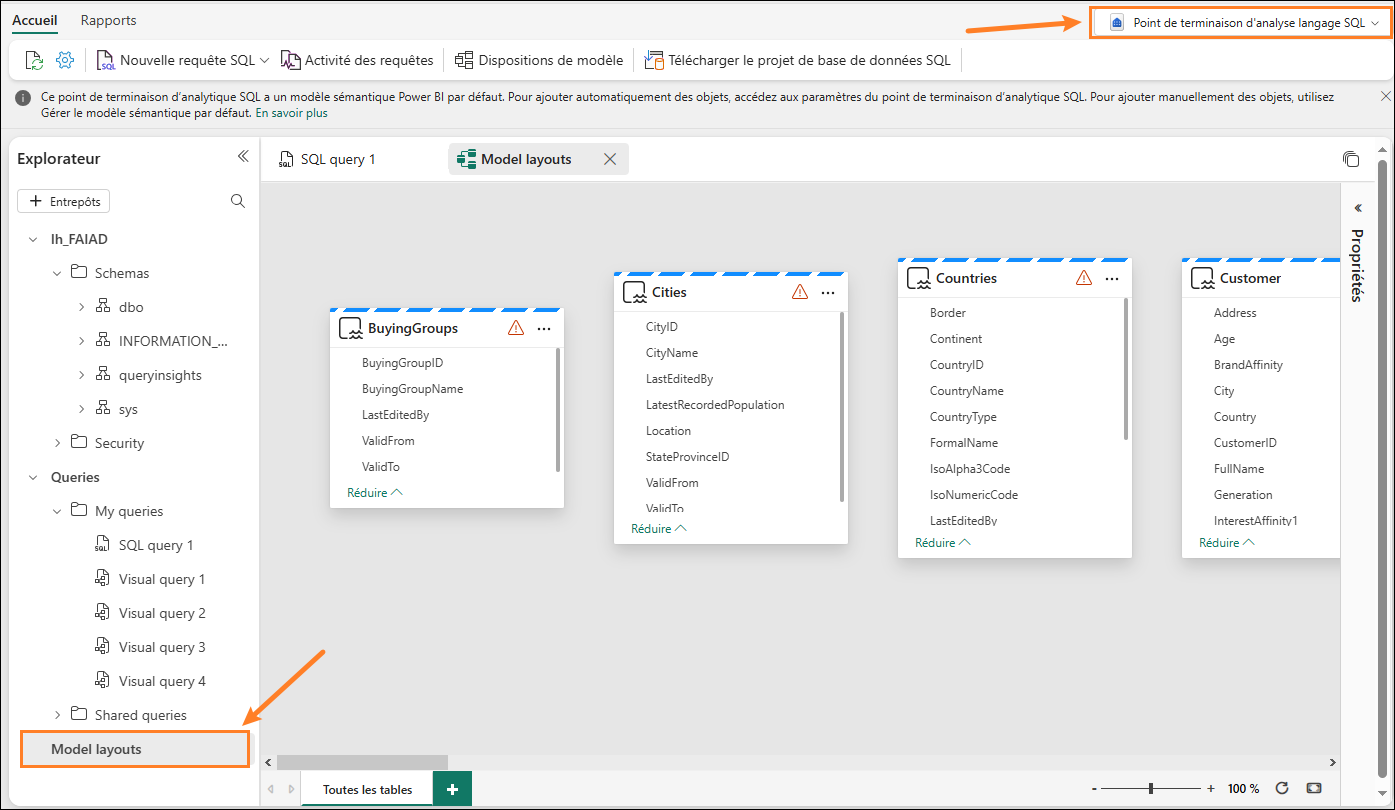 Accueil Rapports
Point de terminaison d'analyse langage SQL
Nouvelle requête SQL Activité des requêtes Dispositions de modèle Télécharger le projet de base de données SQL
Ce point de terminaison d'analytique SQL a un modèle sémantique Power BI par défaut. Pour ajouter automatiquement des objets, accédez aux paramètres du point de terminaison d'analytique SQL. Pour ajouter manuellement des objets, utilisez
Gérer le modèle sémantique par défaut. En savoir plus
Explorateur
+ Entrepôts
lh_FAIAD
Schemas
dbo
INFORMATION_...
queryinsights
sys
Security
Queries
My queries
SQL query 1
Visual query 1
Visual query 2
Visual query 3
Visual query 4
Shared queries
Model layouts
SQL query 1
Model layouts
BuyingGroups
BuyingGroupID
BuyingGroupName
LastEditedBy
ValidFrom
ValidTo
Réduire
Cities
CityID
CityName
LastEditedBy
LatestRecordedPopulation
Location
StateProvinceID
ValidFrom
ValidTo
Réduire
Countries
Border
Continent
CountryID
CountryName
CountryType
FormalName
IsoAlpha3Code
IsoNumericCode
LastEditedBy
Réduire
Customer
Address
Age
BrandAffinity
City
Country
CustomerID
FullName
Generation
InterestAffinity1
Réduire
Propriétés
Toutes les tables
+
- + 100 %